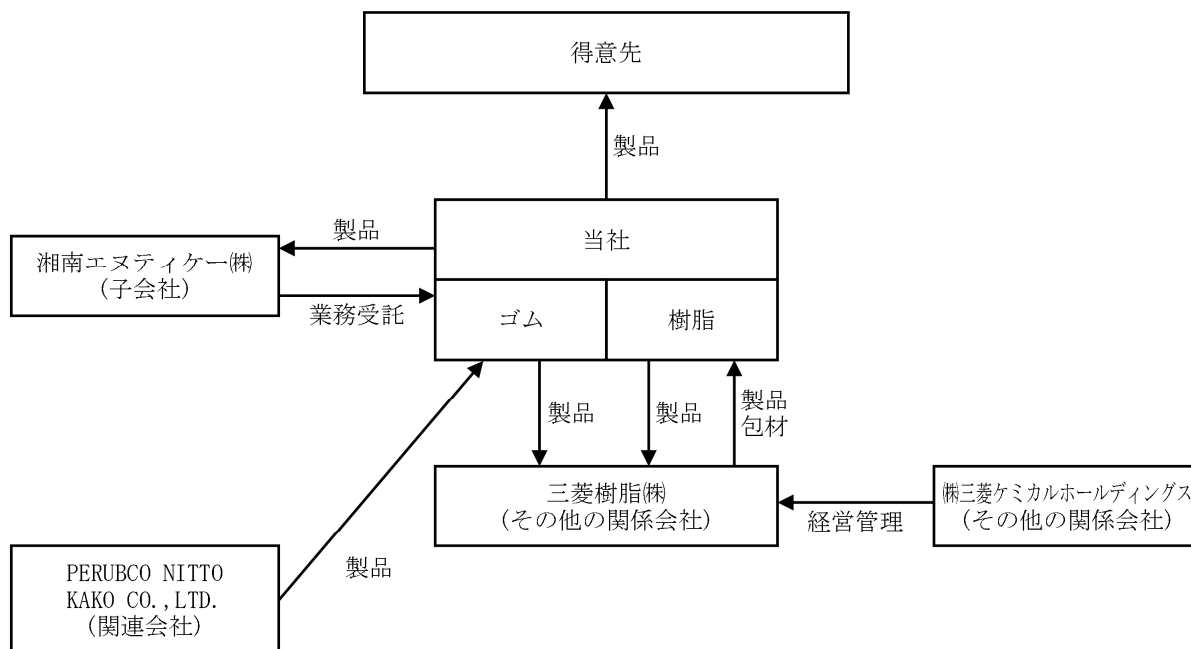 得意先
製品
当社
製品
湘南エヌティケー㈱
(子会社)
業務受託
ゴム
樹脂
製品
製品
製品
包材
三菱樹脂㈱
(その他の関係会社)
㈱三菱ケミカルホールディングス
(その他の関係会社)
経営管理
製品
PERUBCO NITTO
KAKO CO.,LTD.
(関連会社)